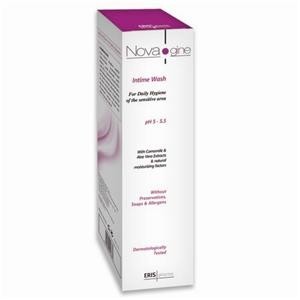 Nova gine
Intime Wash
For Daily Hygiene
of the sensitive area
pH 5 - 5.5
With Camomile &
Aloe Vera Extracts
& natural
moisturizing factors
Without
Preservatives,
Soaps & Allergens
Dermatologically
Tested
ERIS pharma